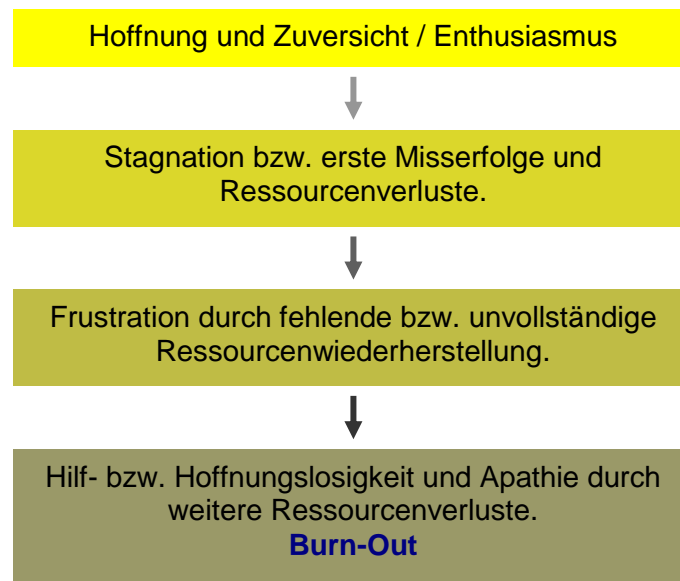 Hoffnung und Zuversicht / Enthusiasmus
Stagnation bzw. erste Misserfolge und
Ressourcenverluste.
Frustration durch fehlende bzw. unvollständige
Ressourcenwiederherstellung.
Hilf- bzw. Hoffnungslosigkeit und Apathie durch
weitere Ressourcenverluste.
Burn-Out